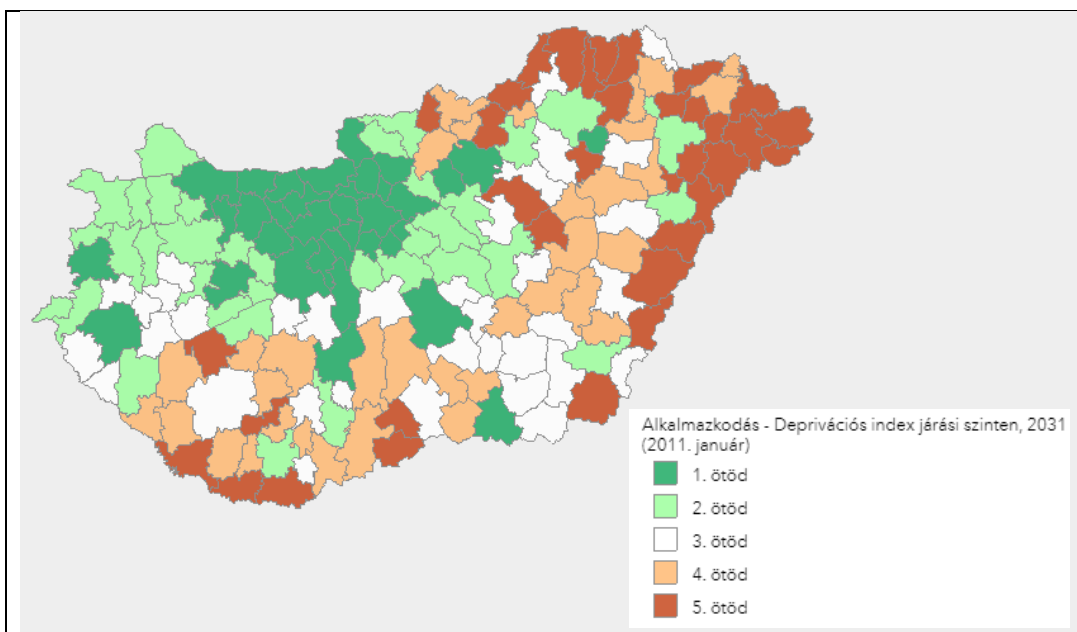 Alkalmazkodás - Deprivációs index járási szinten, 2031
(2011. január)
1. ötöd
2. ötöd
3. ötöd
4. ötöd
5. ötöd